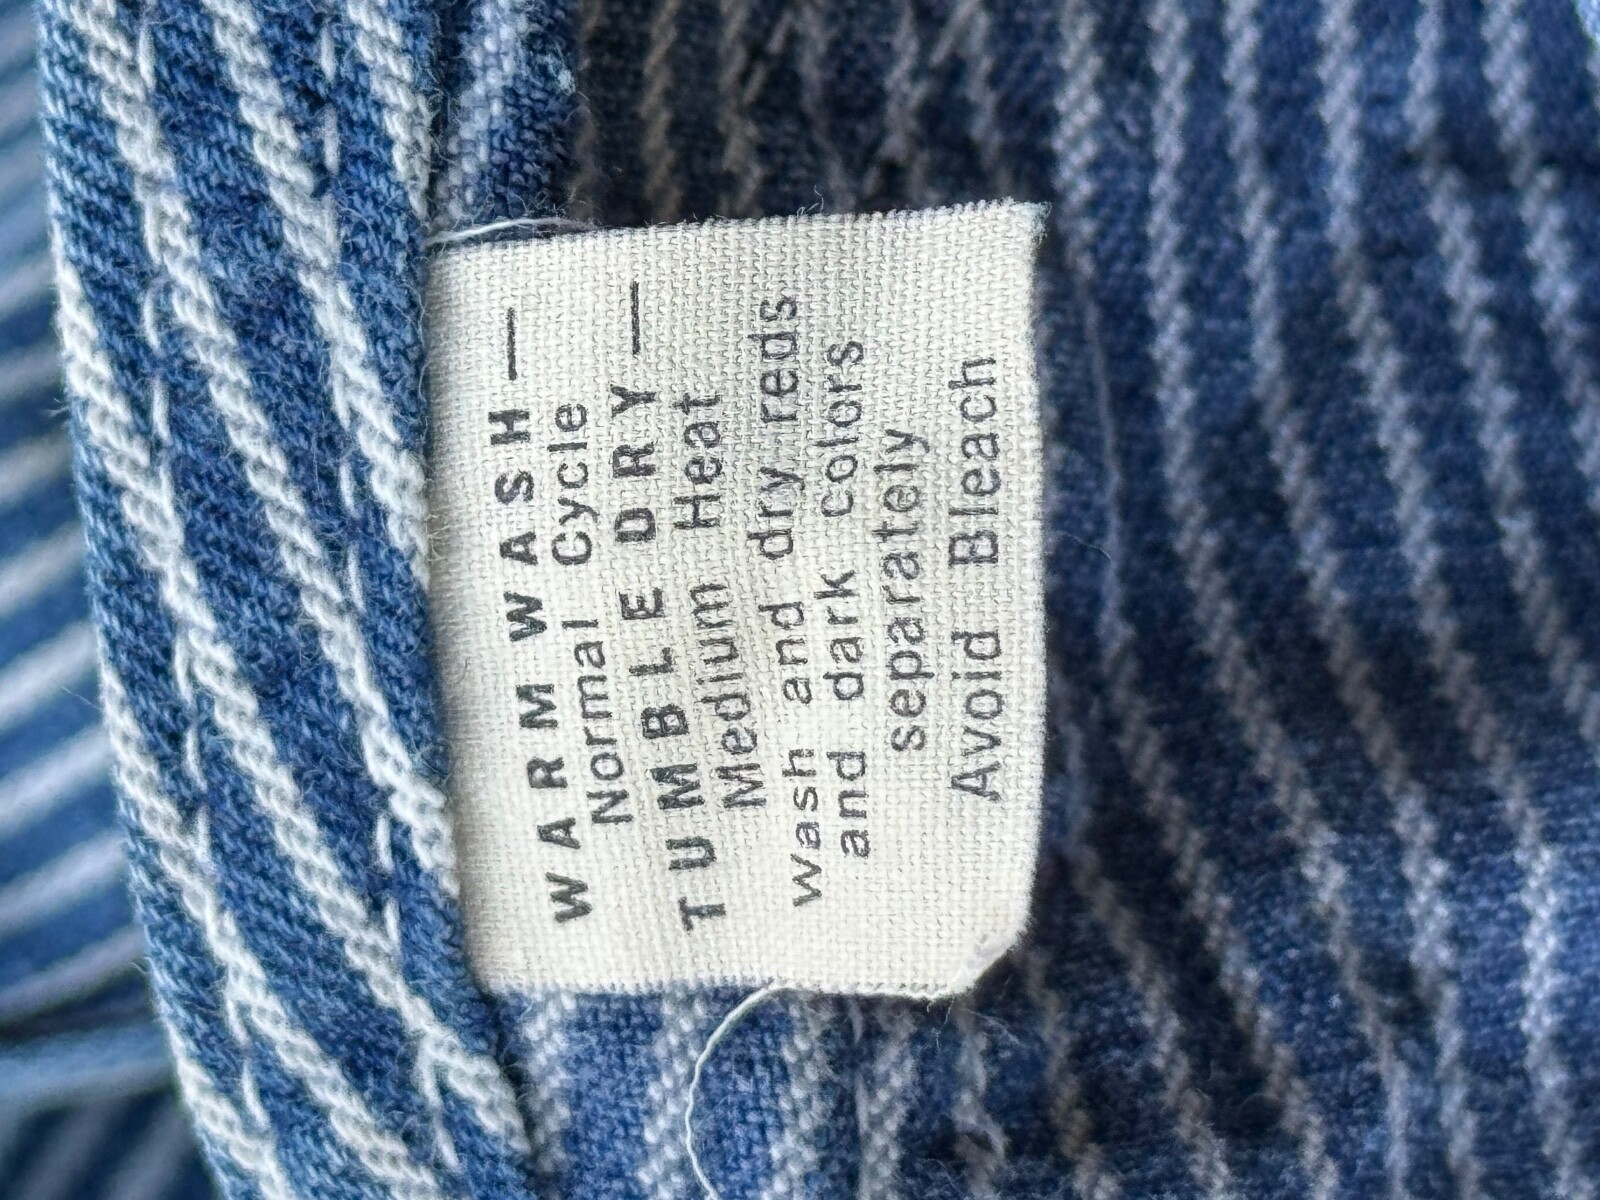 WARM WASH —
Normal Cycle
TUMBLE DRY —
Medium Heat
wash and dry reds
and dark colors
separately
Avoid Bleach